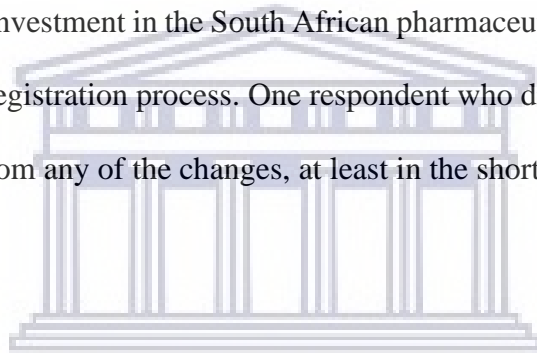 nvestment in the South African pharmaceu
egistration process. One respondent who d
om any of the changes, at least in the short